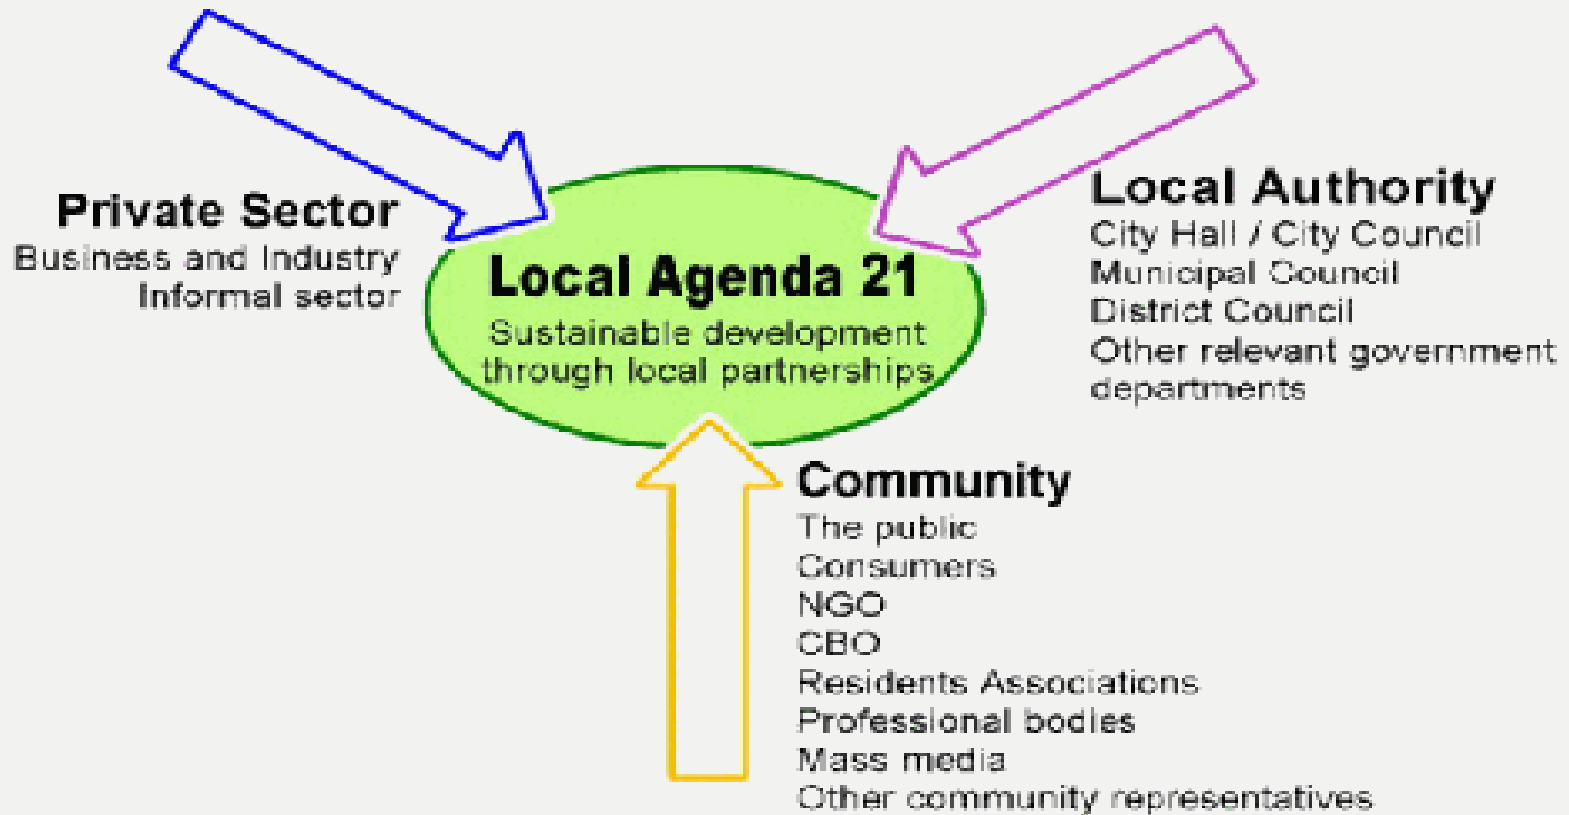 Private Sector
Business and Industry
Informal sector
Local Agenda 21
Sustainable development
through local partnerships
Local Authority
City Hall / City Council
Municipal Council
District Council
Other relevant government
departments
Community
The public
Consumers
NGO
CBO
Residents Associations
Professional bodies
Mass media
Other community representatives